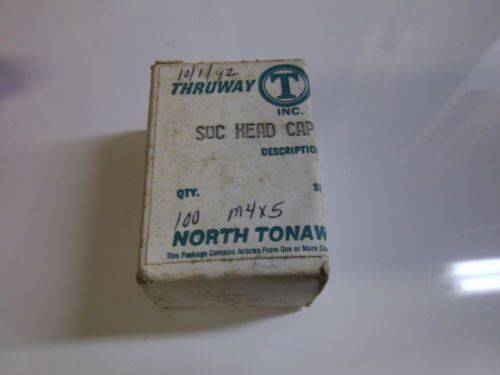 10/1/92
THRUWAY T
INC.
SOC HEAD CAP
DESCRIPTIO
QTY. S
100 m4x5
NORTH TONAW
This Package Contains Articles From One or More Cou